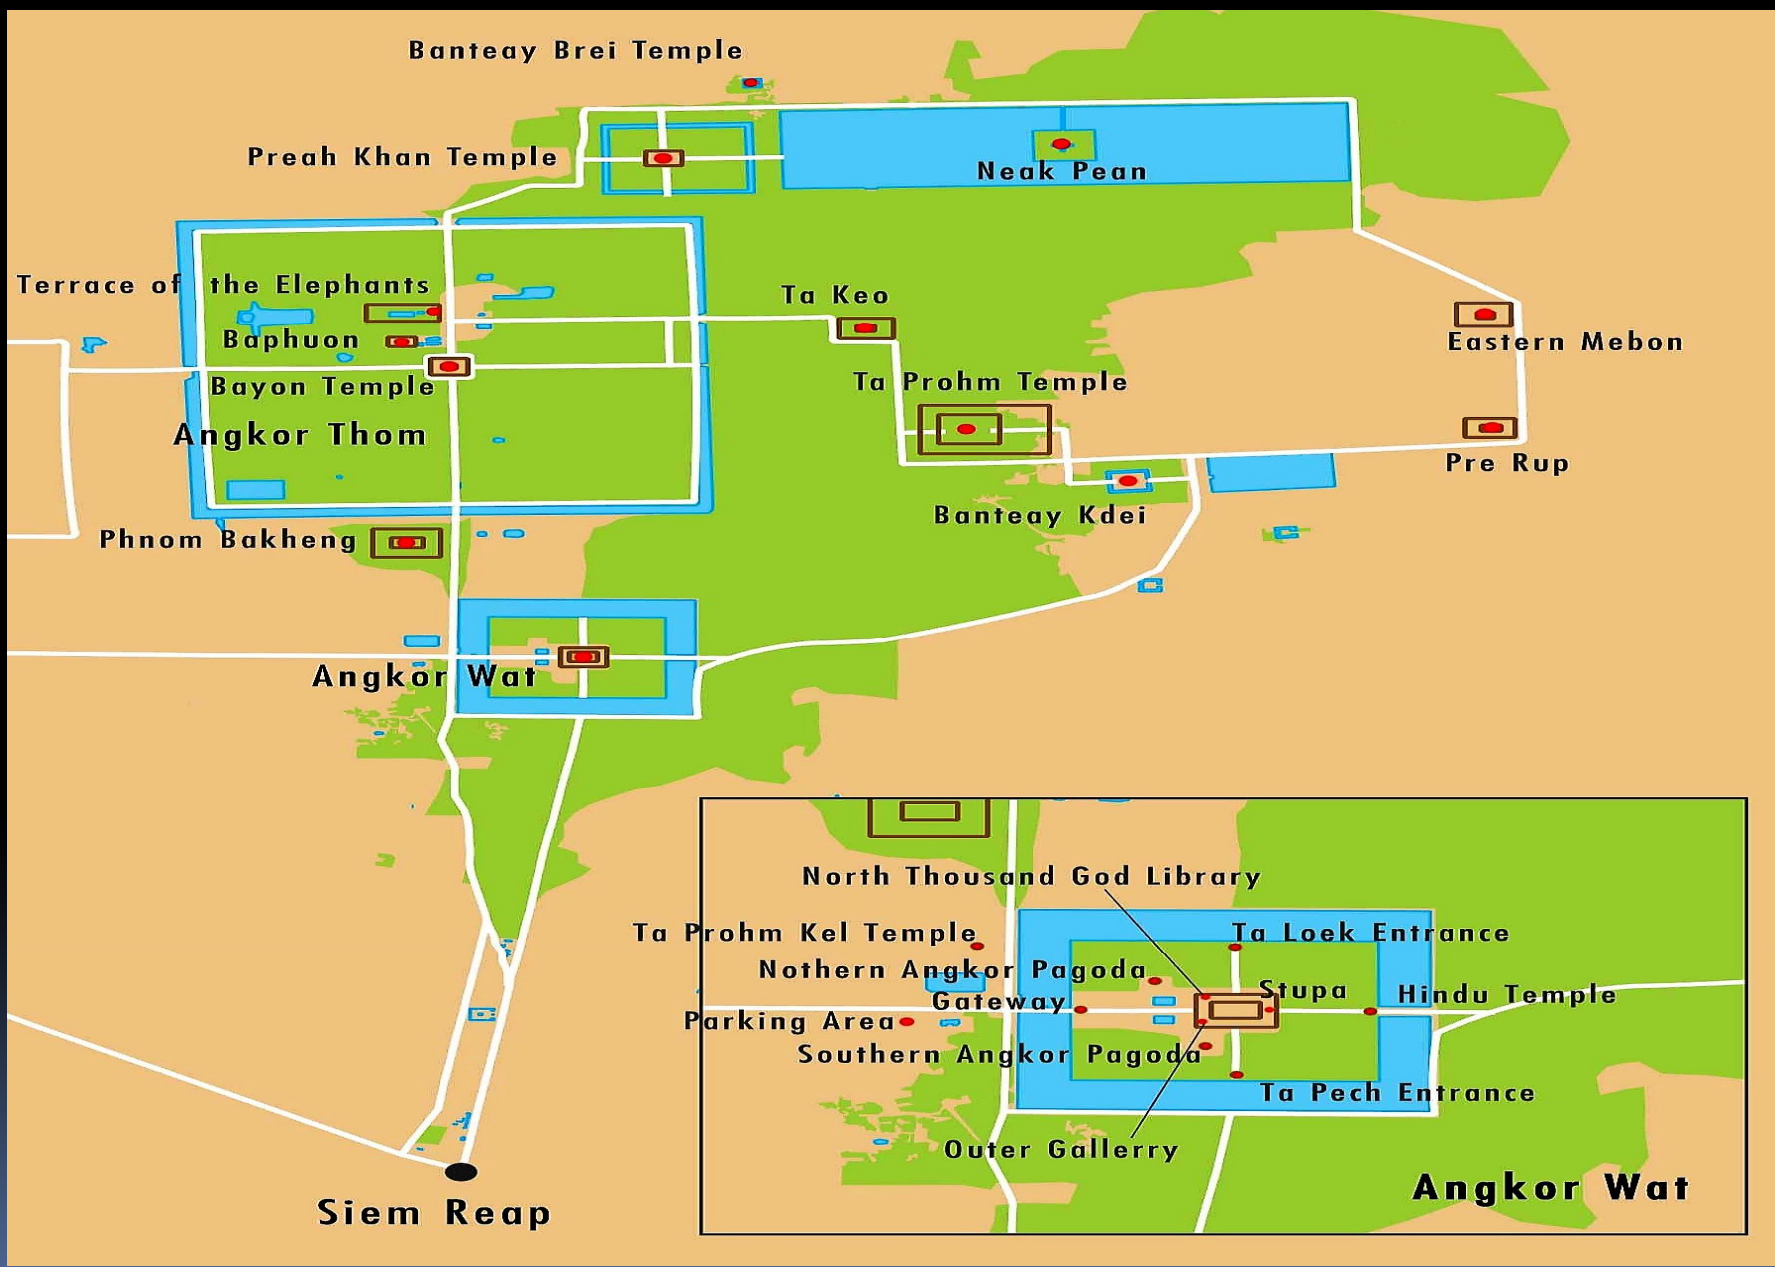 Banteay Brei Temple
Preah Khan Temple
Neak Pean
Terrace of the Elephants
Ta Keo
Baphuon
Eastern Mebon
Bayon Temple
Ta Prohm Temple
Angkor Thom
Pre Rup
Banteay Kdei
Phnom Bakheng
Angkor Wat
North Thousand God Library
Ta Prohm Kel Temple
Ta Loek Entrance
Nothern Angkor Pagoda
Stupa
Hindu Temple
Gateway
Parking Area
Southern Angkor Pagoda
Ta Pech Entrance
Outer Gallerry
Angkor Wat
Siem Reap